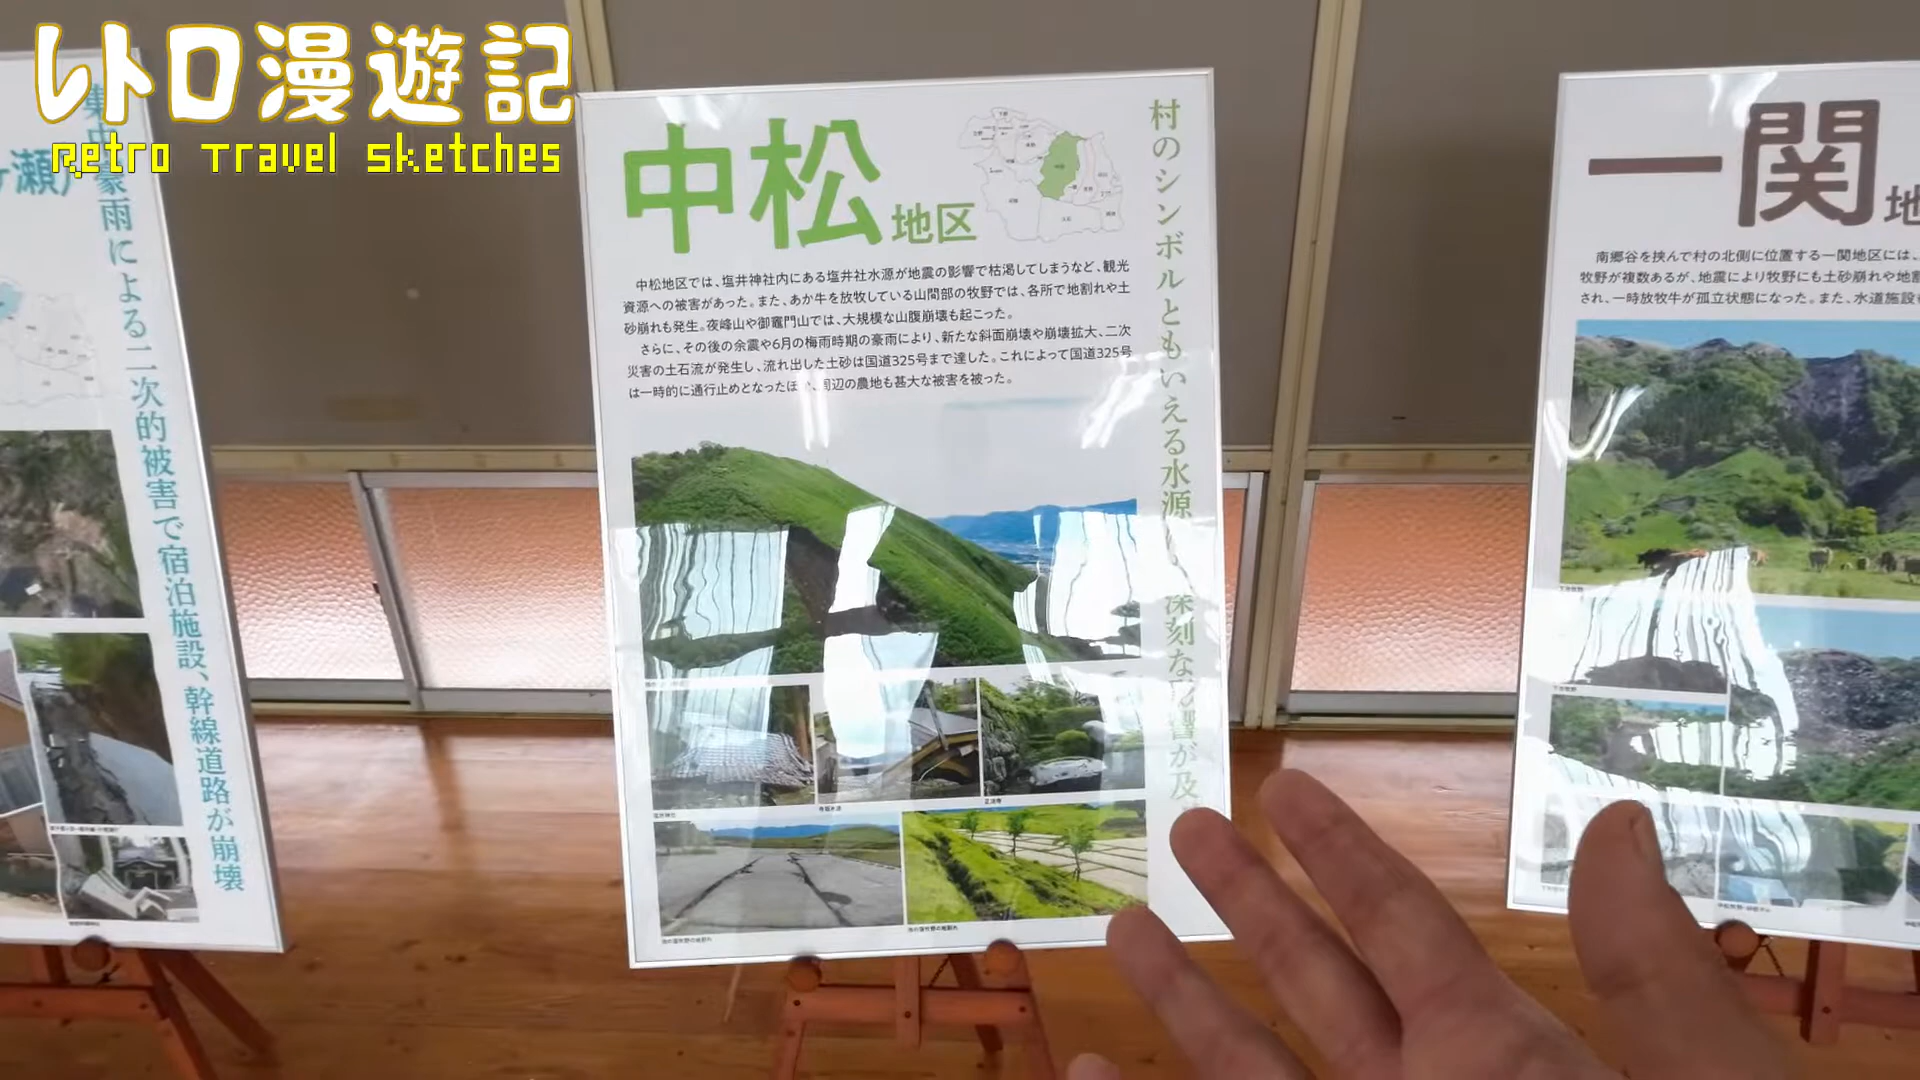 レトロ漫遊記
Retro Travel Sketches
集中豪雨による二次的被害で宿泊施設、幹線道路が崩壊
中松地区
中松地区では、塩井神社内にある塩井社水源が地震の影響で枯渇してしまうなど、観光
資源への被害があった。また、あか牛を放牧している山間部の牧野では、各所で地割れや土
砂崩れも発生。夜峰山や御竈門山では、大規模な山腹崩壊も起こった。
さらに、その後の余震や6月の梅雨時期の豪雨により、新たな斜面崩壊や崩壊拡大、二次
災害の土石流が発生し、流れ出した土砂は国道325号まで達した。これによって国道325号
は一時的に通行止めとなったほか、周辺の農地も甚大な被害を被った。
村のシンボルともいえる水源
深刻な影響が及
一関地
南郷谷を挟んで村の北側に位置する一関地区には、
牧野が複数あるが、地震により牧野にも土砂崩れや地割
され、一時放牧牛が孤立状態になった。また、水道施設